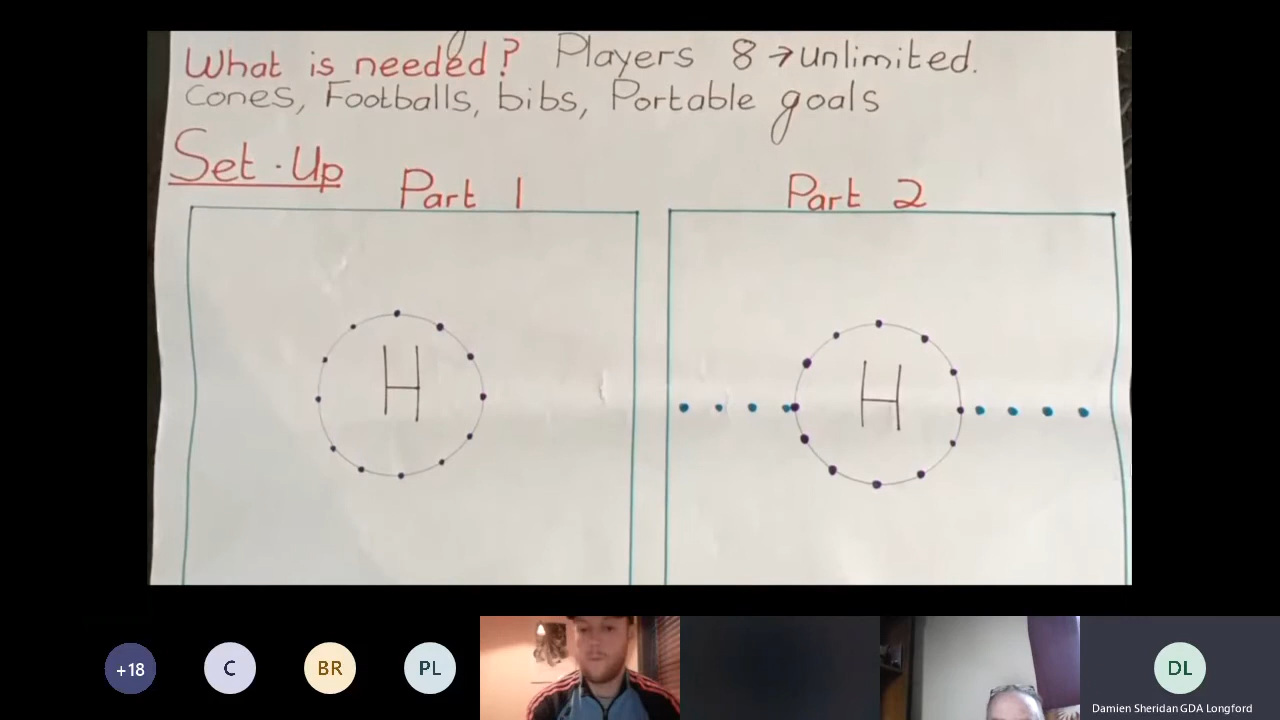 What is needed? Players 8 → unlimited.
Cones, Footballs, bibs, Portable goals
Set-Up
Part 1
Part 2
H
H
+18
C
BR
PL
DL
Damien Sheridan GDA Longford